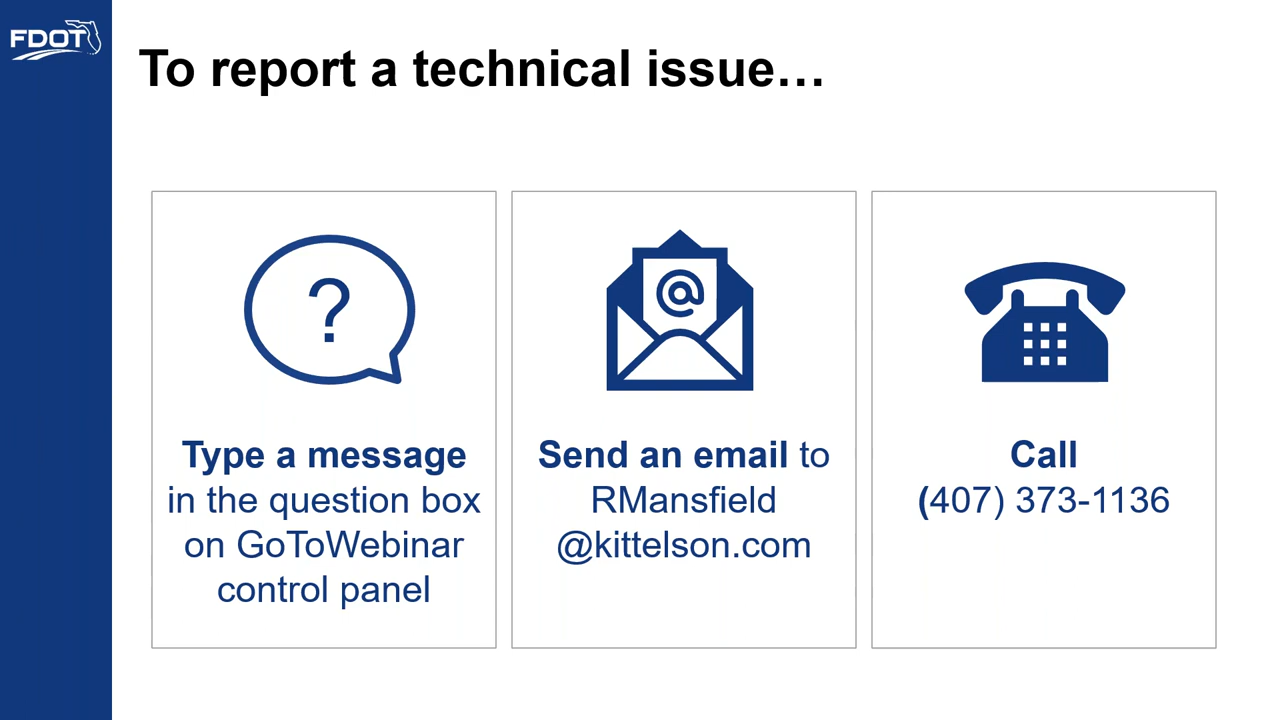 FDOT
To report a technical issue…
?
Type a message
in the question box
on GoToWebinar
control panel
@
Send an email to
RMansfield
@kittelson.com
Call
(407) 373-1136